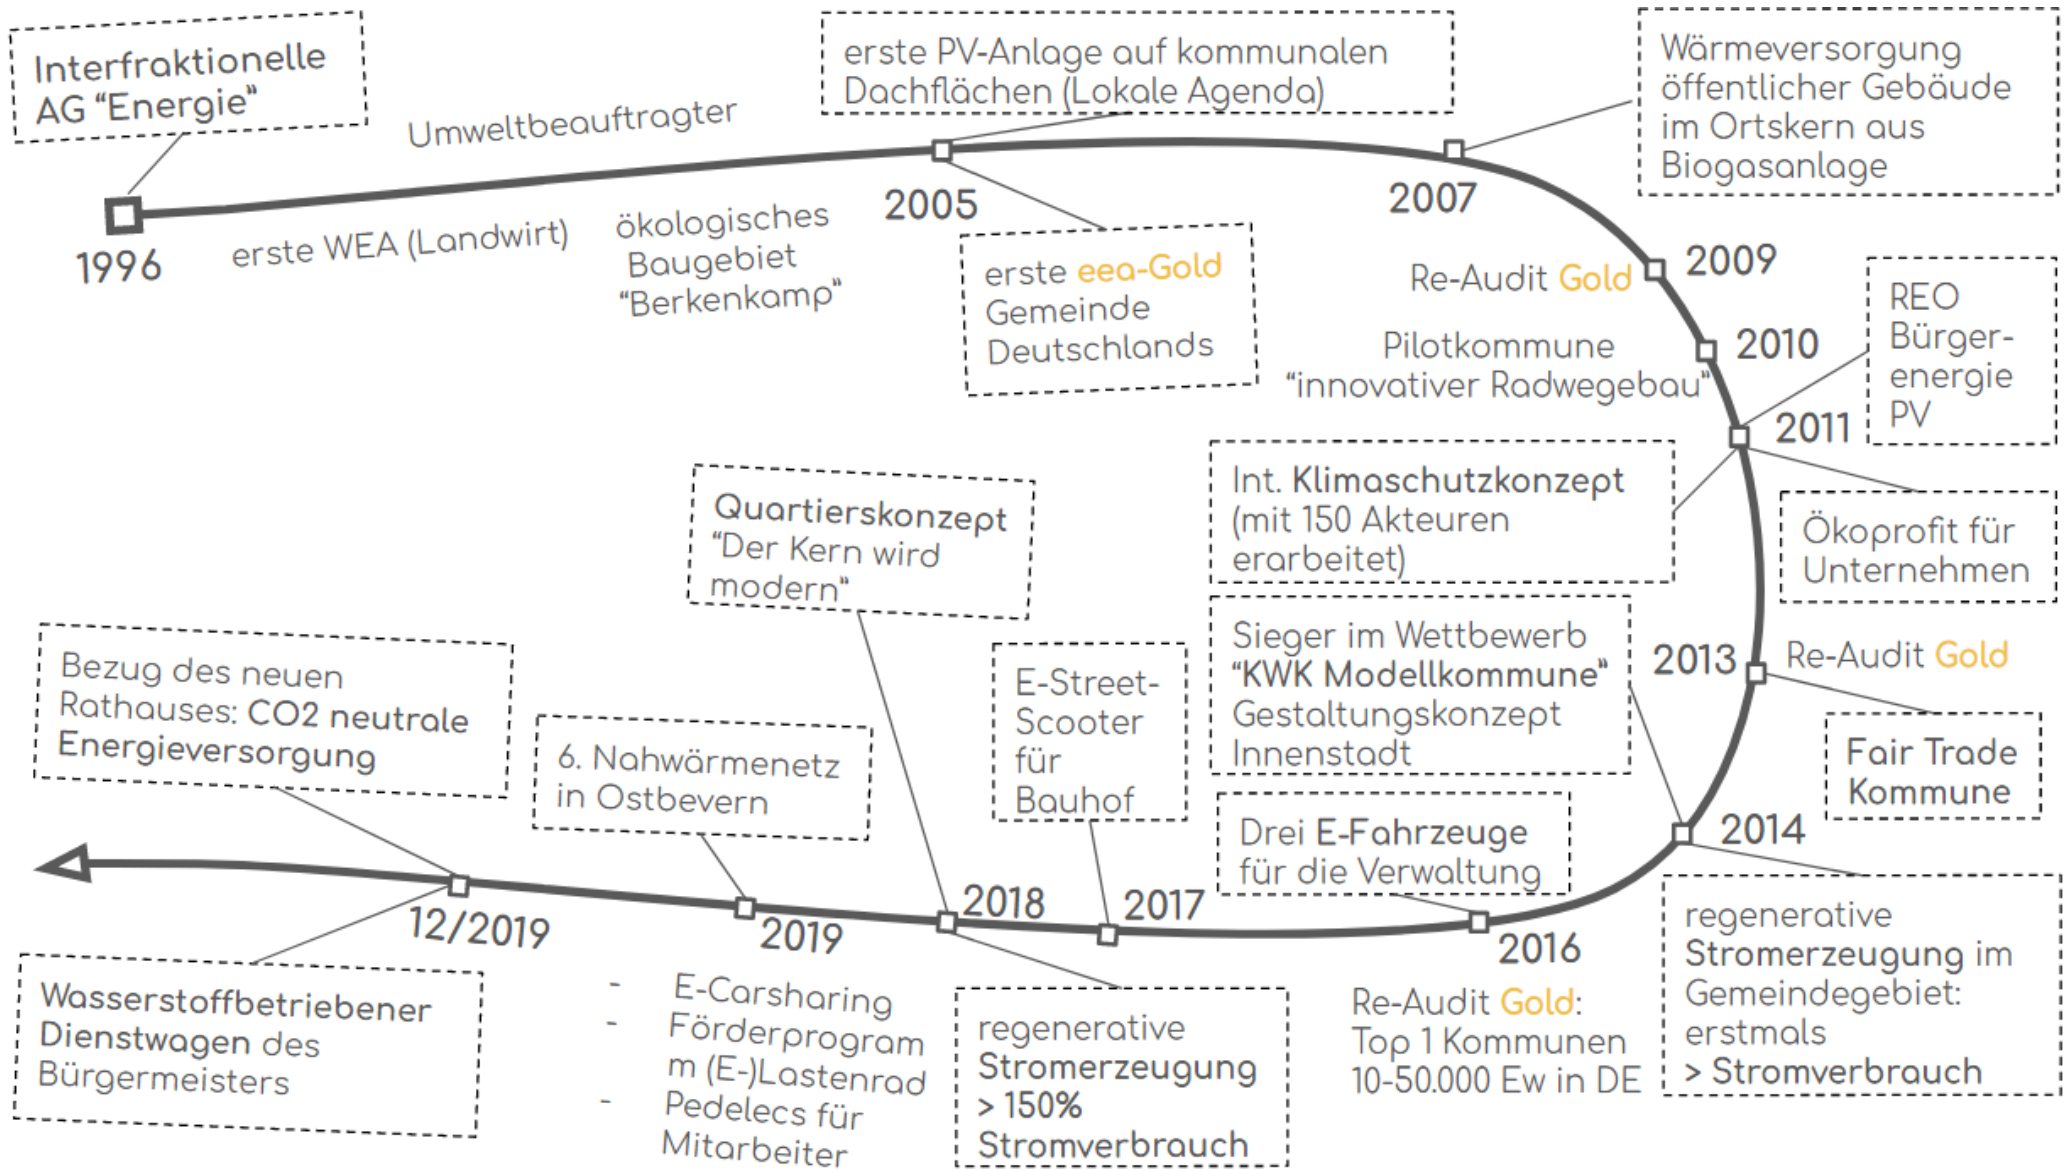 Interfraktionelle
AG "Energie"
1996
Umweltbeauftragter
erste WEA (Landwirt)
ökologisches
Baugebiet
"Berkenkamp"
erste PV-Anlage auf kommunalen
Dachflächen (Lokale Agenda)
2005
erste eea-Gold
Gemeinde
Deutschlands
2007
Wärmeversorgung
öffentlicher Gebäude
im Ortskern aus
Biogasanlage
Re-Audit Gold
2009
Pilotkommune
"innovativer Radwegebau"
2010
REO
Bürger-
energie
PV
2011
Int. Klimaschutzkonzept
(mit 150 Akteuren
erarbeitet)
Ökoprofit für
Unternehmen
2013
Re-Audit Gold
Fair Trade
Kommune
Sieger im Wettbewerb
"KWK Modellkommune"
Gestaltungskonzept
Innenstadt
2014
regenerative
Stromerzeugung im
Gemeindegebiet:
erstmals
> Stromverbrauch
Drei E-Fahrzeuge
für die Verwaltung
2016
Re-Audit Gold:
Top 1 Kommunen
10-50.000 Ew in DE
E-Street-
Scooter
für
Bauhof
2017
Quartierskonzept
"Der Kern wird
modern"
2018
regenerative
Stromerzeugung
> 150%
Stromverbrauch
6. Nahwärmenetz
in Ostbevern
2019
- E-Carsharing
- Förderprogram
m (E-)Lastenrad
- Pedelecs für
Mitarbeiter
Bezug des neuen
Rathauses: CO2 neutrale
Energieversorgung
12/2019
Wasserstoffbetriebener
Dienstwagen des
Bürgermeisters